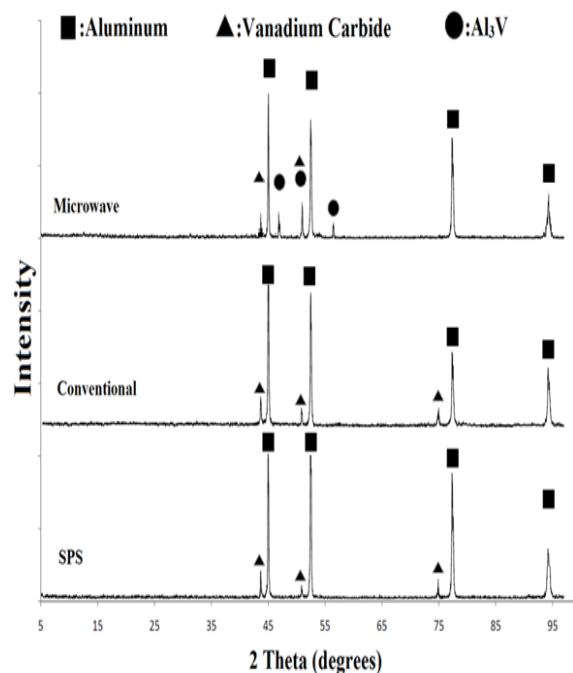 :Aluminum :Vanadium Carbide :Al₃V
Microwave
Intensity
Conventional
SPS
5 15 25 35 45 55 65 75 85 95
2 Theta (degrees)